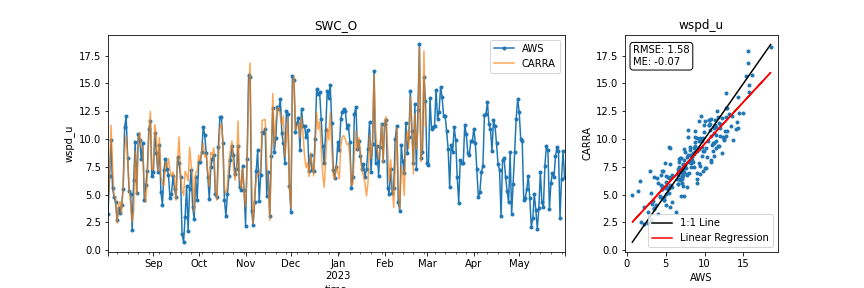 SWC_O
wspd_u
17.5
15.0
12.5
10.0
7.5
5.0
2.5
0.0
wspd_u
AWS
CARRA
Sep Oct Nov Dec Jan Feb Mar Apr May
2023
wspd_u
RMSE: 1.58
ME: -0.07
17.5
15.0
12.5
10.0
7.5
5.0
2.5
0.0
CARRA
1:1 Line
Linear Regression
0 5 10 15
AWS